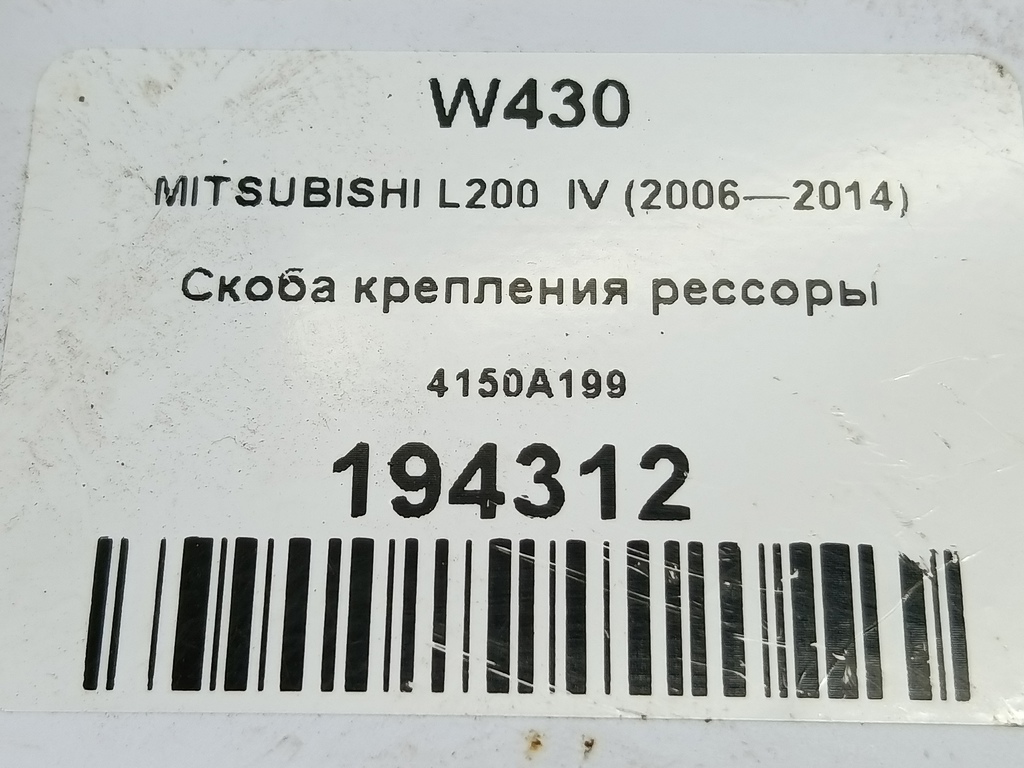 W430
MITSUBISHI L200 IV (2006—2014)
Скоба крепления рессоры
4150A199
194312